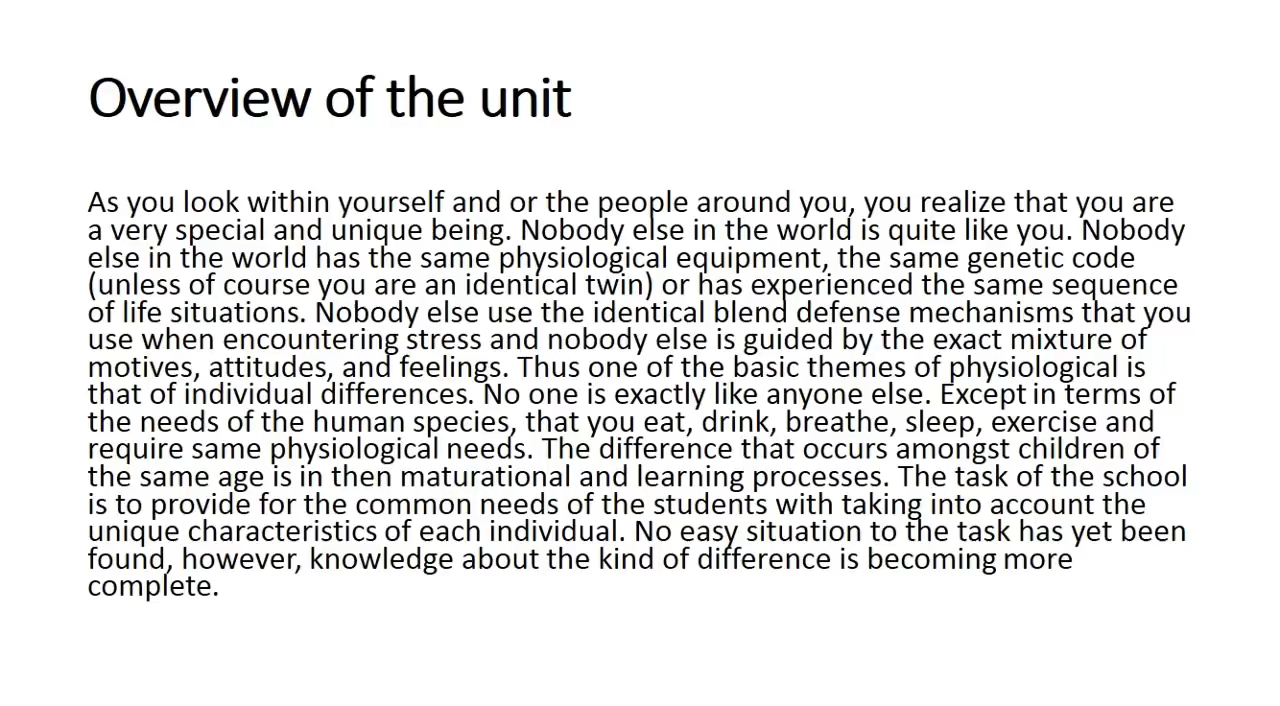 Overview of the unit
As you look within yourself and or the people around you, you realize that you are
a very special and unique being. Nobody else in the world is quite like you. Nobody
else in the world has the same physiological equipment, the same genetic code
(unless of course you are an identical twin) or has experienced the same sequence
of life situations. Nobody else use the identical blend defense mechanisms that you
use when encountering stress and nobody else is guided by the exact mixture of
motives, attitudes, and feelings. Thus one of the basic themes of physiological is
that of individual differences. No one is exactly like anyone else. Except in terms of
the needs of the human species, that you eat, drink, breathe, sleep, exercise and
require same physiological needs. The difference that occurs amongst children of
the same age is in then maturational and learning processes. The task of the school
is to provide for the common needs of the students with taking into account the
unique characteristics of each individual. No easy situation to the task has yet been
found, however, knowledge about the kind of difference is becoming more
complete.